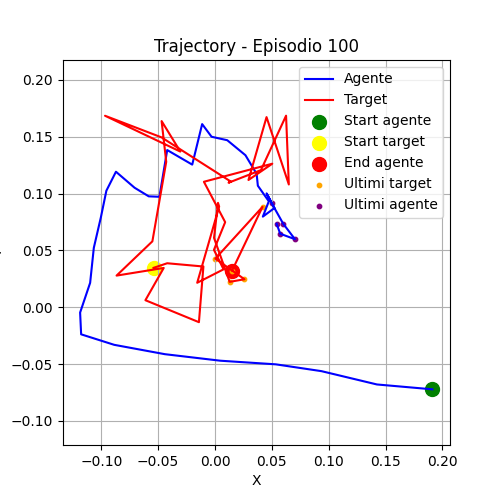 Trajectory - Episodio 100
Agente
Target
Start agente
Start target
End agente
Ultimi target
Ultimi agente
0.20
0.15
0.10
0.05
0.00
−0.05
−0.10
−0.10
−0.05
0.00
0.05
0.10
0.15
0.20
X